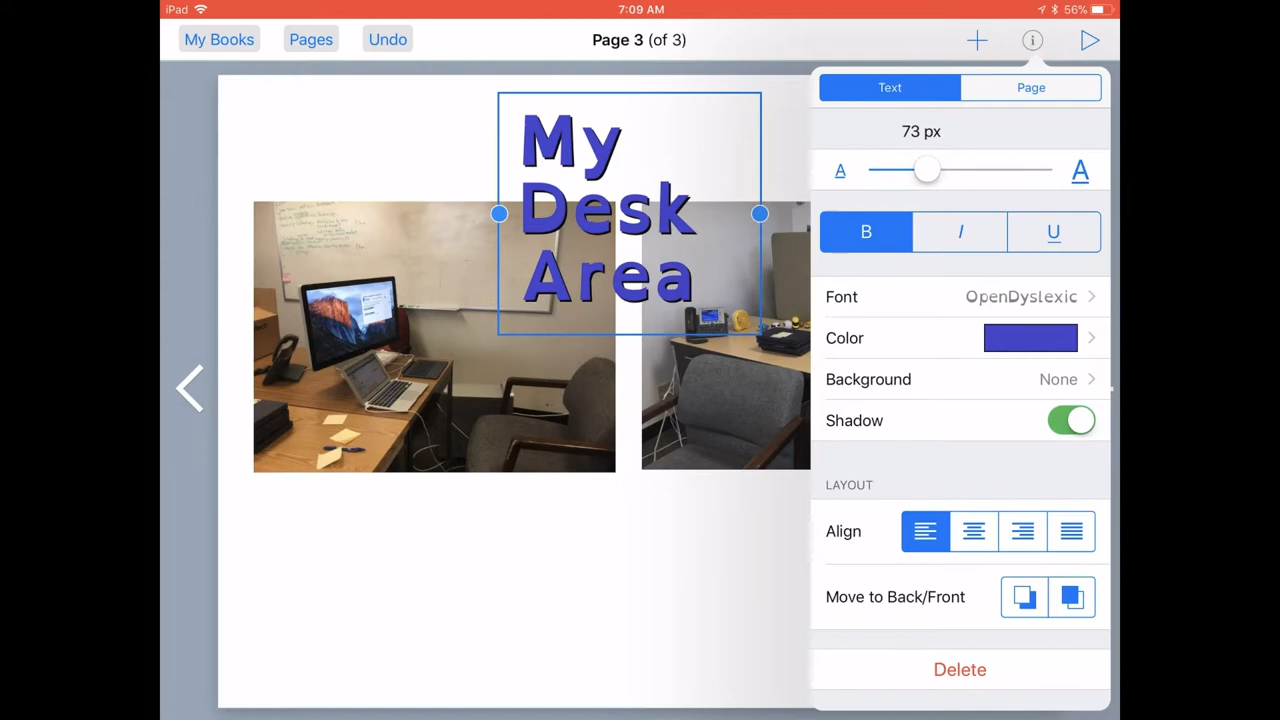 iPad
7:09 AM
56%
My Books
Pages
Undo
Page 3 (of 3)
Text
Page
My
Desk
Area
73 px
A
A
B
I
U
Font
OpenDyslexic
Color
Background
None
Shadow
LAYOUT
Align
Move to Back/Front
Delete